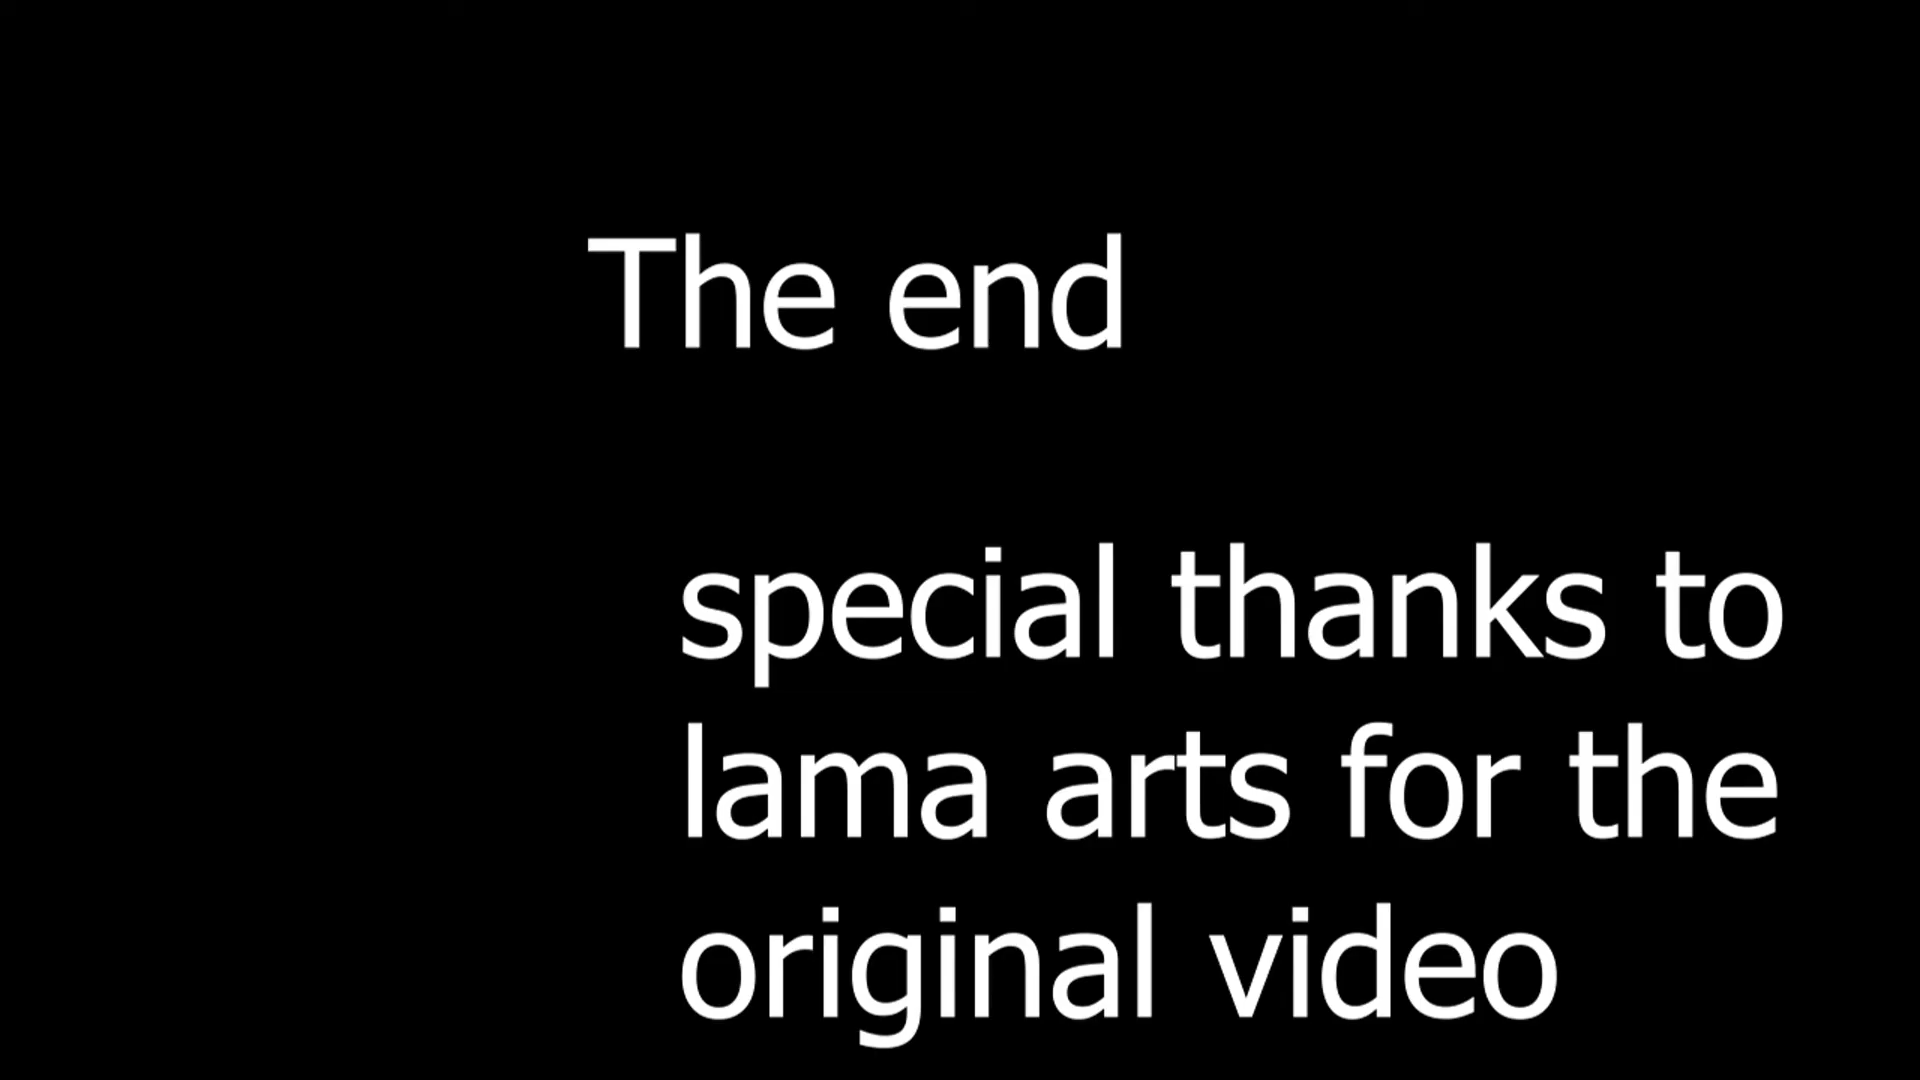 The end
special thanks to
lama arts for the
original video